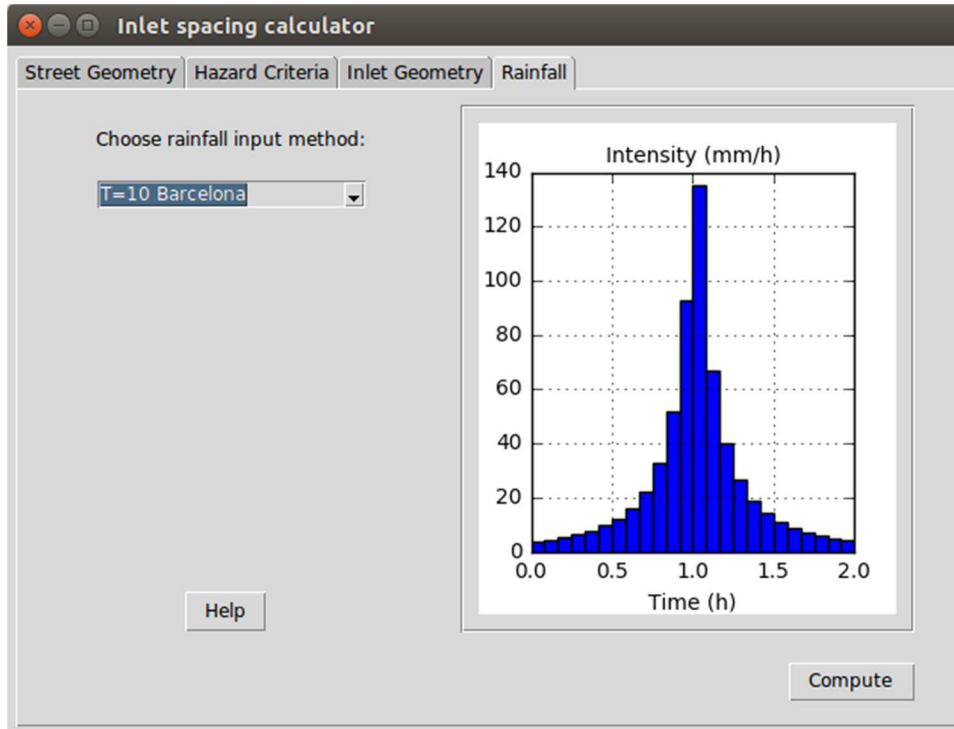 Inlet spacing calculator
Street Geometry Hazard Criteria Inlet Geometry Rainfall
Choose rainfall input method:
T=10 Barcelona
Intensity (mm/h)
140
120
100
80
60
40
20
0
0.0 0.5 1.0 1.5 2.0
Time (h)
Help
Compute